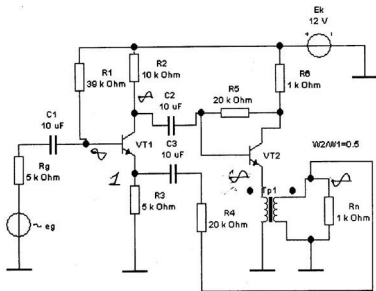 Ek
12 V
+
-
R1
39 k Ohm
R2
10 k Ohm
R5
20 k Ohm
R6
1 k Ohm
C2
10 uF
C1
10 uF
VT1
C3
10 uF
VT2
W2/W1=0.5
Rg
5 k Ohm
1
Tp1
R3
5 k Ohm
R4
20 k Ohm
Rn
1 k Ohm
eg